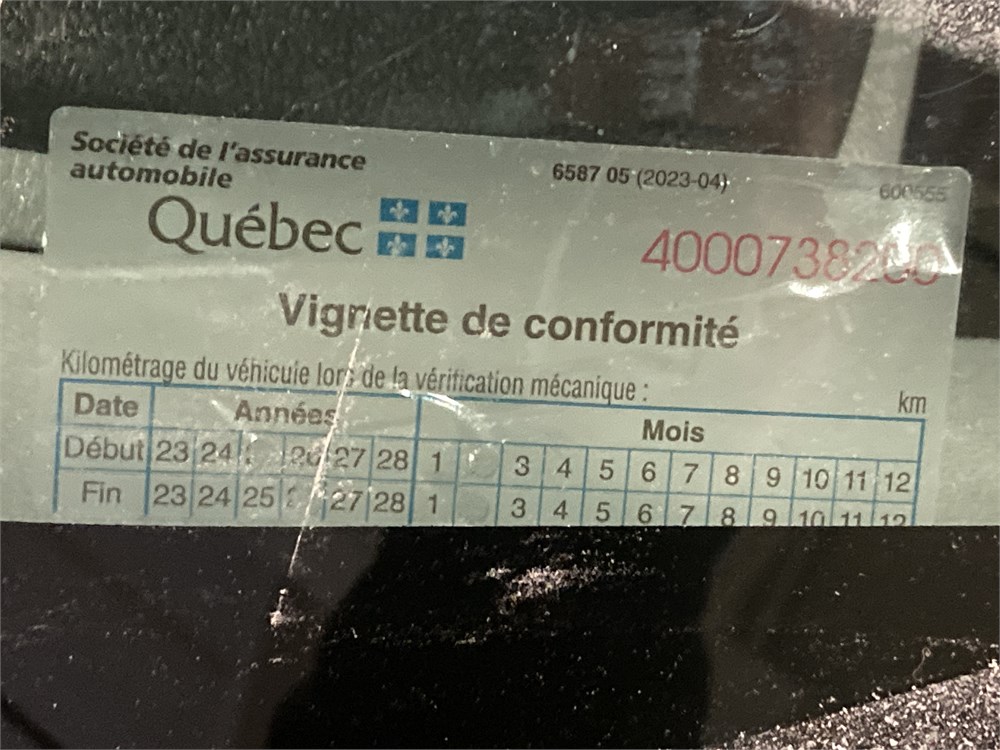 Société de l'assurance
automobile
Québec
6587 05 (2023-04)
600555
Vignette de conformité
Kilométrage du véhicule lors de la vérification mécanique :
km
Date Années Mois
Début 23 24 26 27 28 1 3 4 5 6 7 8 9 10 11 12
Fin 23 24 25 27 28 1 3 4 5 6 7 8 9 10 11 12